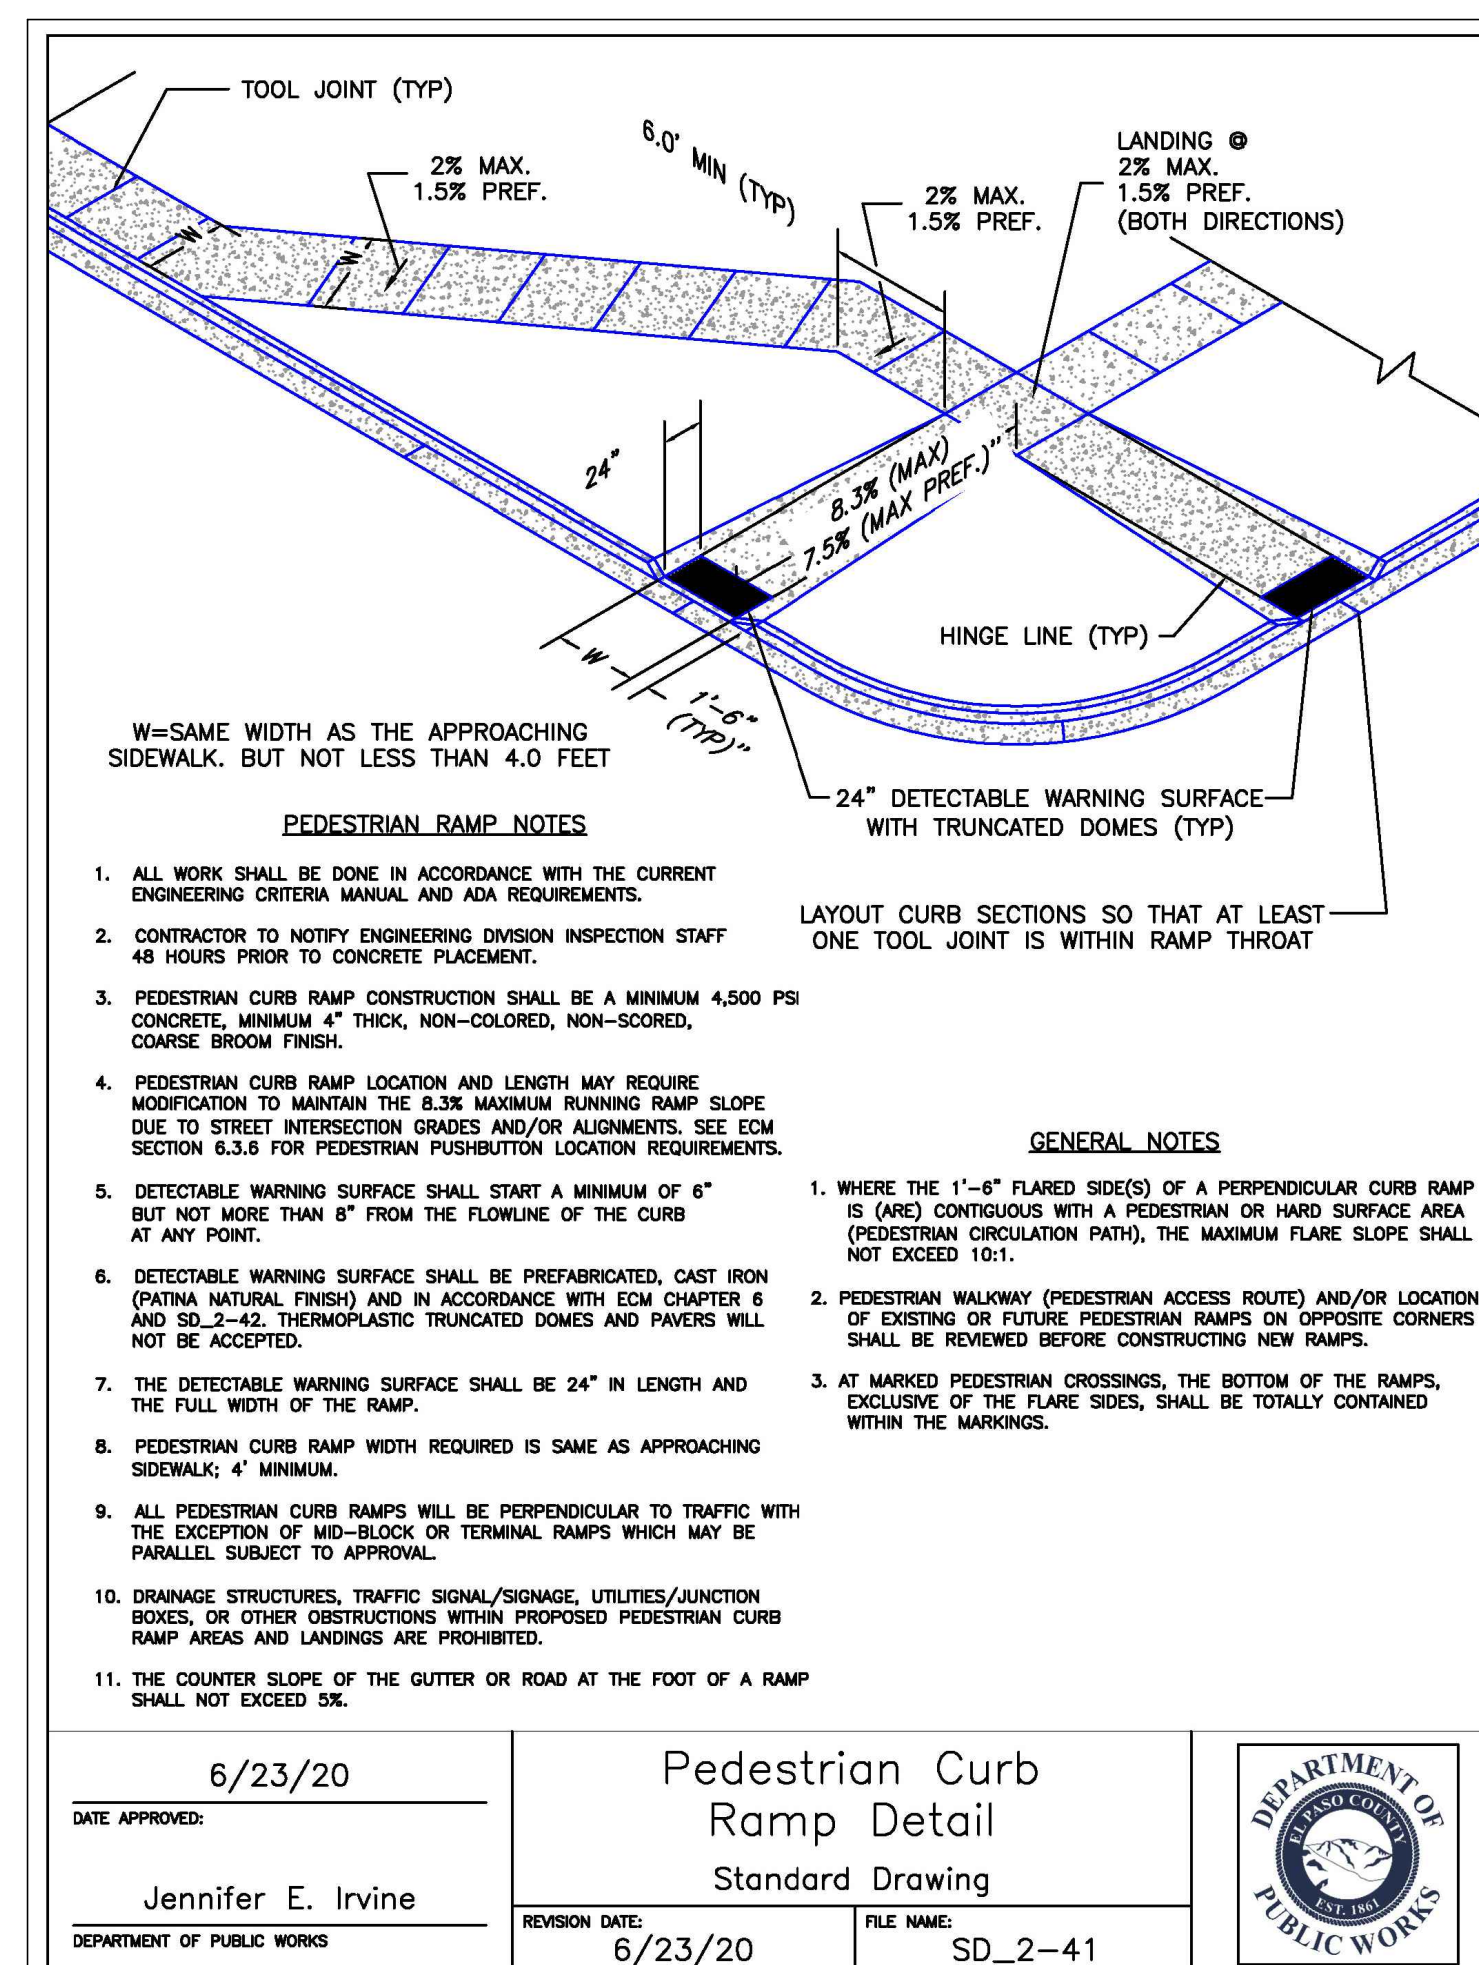 TOOL JOINT (TYP)
2% MAX.
1.5% PREF.
6.0' MIN (TYP)
2% MAX.
1.5% PREF.
LANDING @
2% MAX.
1.5% PREF.
(BOTH DIRECTIONS)
W
W
24"
8.3% (MAX)
7.5% (MAX PREF.)"
HINGE LINE (TYP)
W
1'-6"
(TYP)"
W=SAME WIDTH AS THE APPROACHING
SIDEWALK. BUT NOT LESS THAN 4.0 FEET
24" DETECTABLE WARNING SURFACE
WITH TRUNCATED DOMES (TYP)
LAYOUT CURB SECTIONS SO THAT AT LEAST
ONE TOOL JOINT IS WITHIN RAMP THROAT
PEDESTRIAN RAMP NOTES
1. ALL WORK SHALL BE DONE IN ACCORDANCE WITH THE CURRENT
ENGINEERING CRITERIA MANUAL AND ADA REQUIREMENTS.
2. CONTRACTOR TO NOTIFY ENGINEERING DIVISION INSPECTION STAFF
48 HOURS PRIOR TO CONCRETE PLACEMENT.
3. PEDESTRIAN CURB RAMP CONSTRUCTION SHALL BE A MINIMUM 4,500 PSI
CONCRETE, MINIMUM 4" THICK, NON-COLORED, NON-SCORED,
COARSE BROOM FINISH.
4. PEDESTRIAN CURB RAMP LOCATION AND LENGTH MAY REQUIRE
MODIFICATION TO MAINTAIN THE 8.3% MAXIMUM RUNNING RAMP SLOPE
DUE TO STREET INTERSECTION GRADES AND/OR ALIGNMENTS. SEE ECM
SECTION 6.3.6 FOR PEDESTRIAN PUSHBUTTON LOCATION REQUIREMENTS.
5. DETECTABLE WARNING SURFACE SHALL START A MINIMUM OF 6"
BUT NOT MORE THAN 8" FROM THE FLOWLINE OF THE CURB
AT ANY POINT.
6. DETECTABLE WARNING SURFACE SHALL BE PREFABRICATED, CAST IRON
(PATINA NATURAL FINISH) AND IN ACCORDANCE WITH ECM CHAPTER 6
AND SD_2-42. THERMOPLASTIC TRUNCATED DOMES AND PAVERS WILL
NOT BE ACCEPTED.
7. THE DETECTABLE WARNING SURFACE SHALL BE 24" IN LENGTH AND
THE FULL WIDTH OF THE RAMP.
8. PEDESTRIAN CURB RAMP WIDTH REQUIRED IS SAME AS APPROACHING
SIDEWALK; 4' MINIMUM.
9. ALL PEDESTRIAN CURB RAMPS WILL BE PERPENDICULAR TO TRAFFIC WITH
THE EXCEPTION OF MID-BLOCK OR TERMINAL RAMPS WHICH MAY BE
PARALLEL SUBJECT TO APPROVAL.
10. DRAINAGE STRUCTURES, TRAFFIC SIGNAL/SIGNAGE, UTILITIES/JUNCTION
BOXES, OR OTHER OBSTRUCTIONS WITHIN PROPOSED PEDESTRIAN CURB
RAMP AREAS AND LANDINGS ARE PROHIBITED.
11. THE COUNTER SLOPE OF THE GUTTER OR ROAD AT THE FOOT OF A RAMP
SHALL NOT EXCEED 5%.
GENERAL NOTES
1. WHERE THE 1'-6" FLARED SIDE(S) OF A PERPENDICULAR CURB RAMP
IS (ARE) CONTIGUOUS WITH A PEDESTRIAN OR HARD SURFACE AREA
(PEDESTRIAN CIRCULATION PATH), THE MAXIMUM FLARE SLOPE SHALL
NOT EXCEED 10:1.
2. PEDESTRIAN WALKWAY (PEDESTRIAN ACCESS ROUTE) AND/OR LOCATION
OF EXISTING OR FUTURE PEDESTRIAN RAMPS ON OPPOSITE CORNERS
SHALL BE REVIEWED BEFORE CONSTRUCTING NEW RAMPS.
3. AT MARKED PEDESTRIAN CROSSINGS, THE BOTTOM OF THE RAMPS,
EXCLUSIVE OF THE FLARE SIDES, SHALL BE TOTALLY CONTAINED
WITHIN THE MARKINGS.
6/23/20
DATE APPROVED:
Jennifer E. Irvine
DEPARTMENT OF PUBLIC WORKS
Pedestrian Curb
Ramp Detail
Standard Drawing
REVISION DATE:
6/23/20
FILE NAME:
SD_2-41
DEPARTMENT OF
EL PASO COUNTY
EST. 1861
PUBLIC WORKS